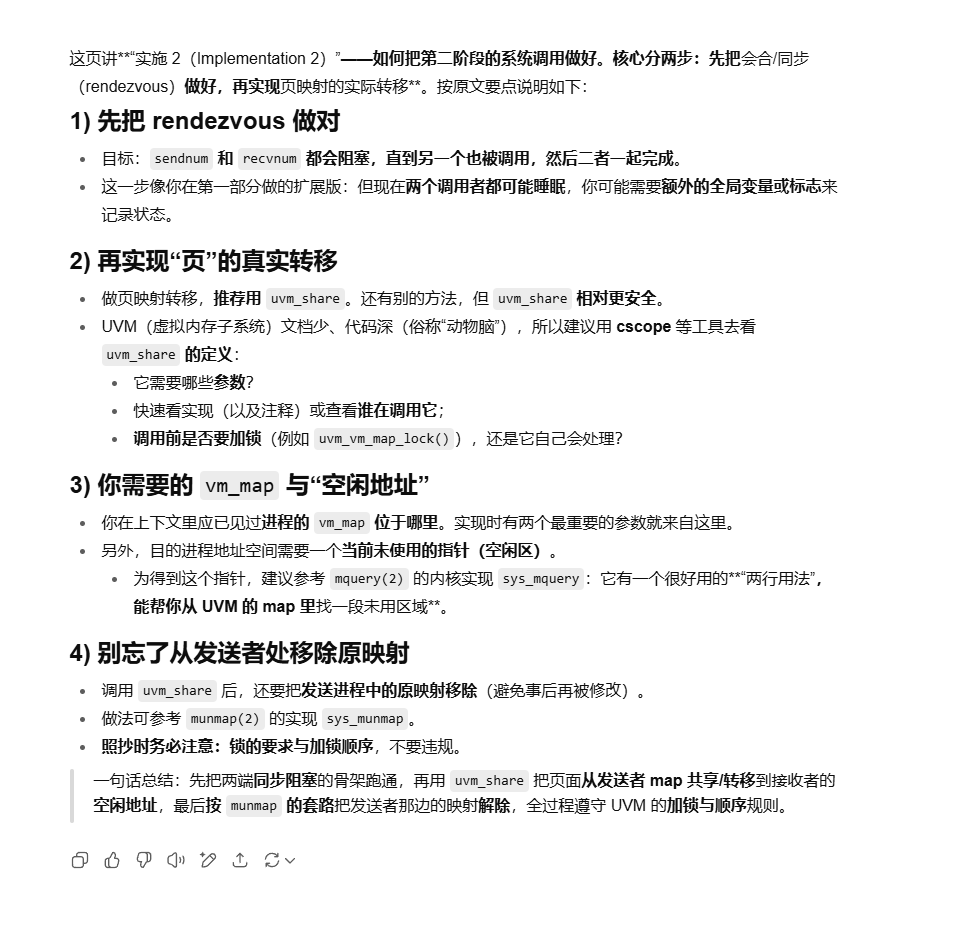 这页讲**“实施 2（Implementation 2）”——如何把第二阶段的系统调用做好。核心分两步：先把会合/同步
（rendezvous）做好，再实现页映射的实际转移**。按原文要点说明如下：
1) 先把 rendezvous 做对
• 目标：sendnum 和 recvnum 都会阻塞，直到另一个也被调用，然后二者一起完成。
• 这一步像你在第一部分做的扩展版：但现在两个调用者都可能睡眠，你可能需要额外的全局变量或标志来
记录状态。
2) 再实现“页”的真实转移
• 做页映射转移，推荐用 uvm_share。还有别的方法，但 uvm_share 相对更安全。
• UVM（虚拟内存子系统）文档少、代码深（俗称“动物脑”），所以建议用 cscope 等工具去看
uvm_share 的定义：
• 它需要哪些参数？
• 快速看实现（以及注释）或查看谁在调用它；
• 调用前是否要加锁（例如 uvm_vm_map_lock()），还是它自己会处理？
3) 你需要的 vm_map 与“空闲地址”
• 你在上下文里应已见过进程的 vm_map 位于哪里。实现时有两个最重要的参数就来自这里。
• 另外，目的进程地址空间需要一个当前未使用的指针（空闲区）。
• 为得到这个指针，建议参考 mquery(2) 的内核实现 sys_mquery：它有一个很好用的**“两行用法”，
能帮你从 UVM 的 map 里找一段未用区域**。
4) 别忘了从发送者处移除原映射
• 调用 uvm_share 后，还要把发送进程中的原映射移除（避免事后再被修改）。
• 做法可参考 munmap(2) 的实现 sys_munmap。
• 照抄时务必注意：锁的要求与加锁顺序，不要违规。
一句话总结：先把两端同步阻塞的骨架跑通，再用 uvm_share 把页面从发送者 map 共享/转移到接收者的
空闲地址，最后按 munmap 的套路把发送者那边的映射解除，全过程遵守 UVM 的加锁与顺序规则。